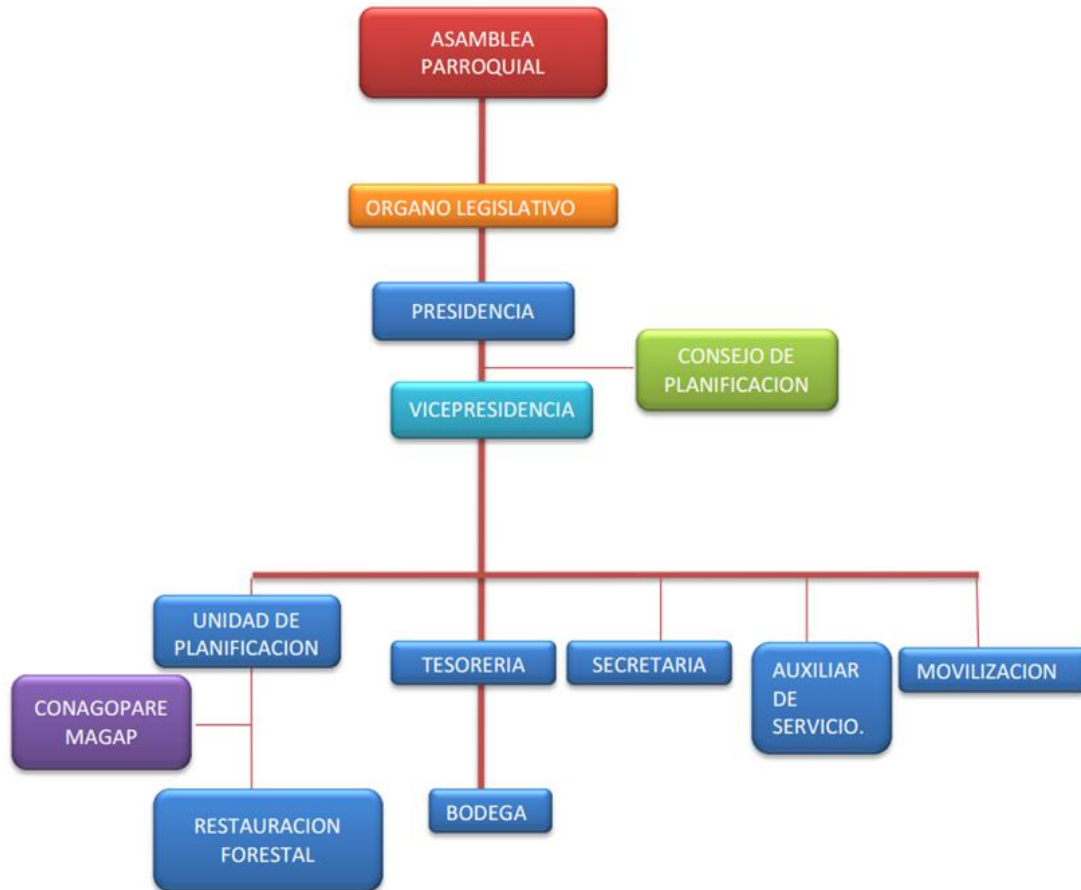 ASAMBLEA
PARROQUIAL
ORGANO LEGISLATIVO
PRESIDENCIA
CONSEJO DE
PLANIFICACION
VICEPRESIDENCIA
UNIDAD DE
PLANIFICACION
TESORERIA
SECRETARIA
AUXILIAR
DE
SERVICIO.
MOVILIZACION
CONAGOPARE
MAGAP
RESTAURACION
FORESTAL
BODEGA